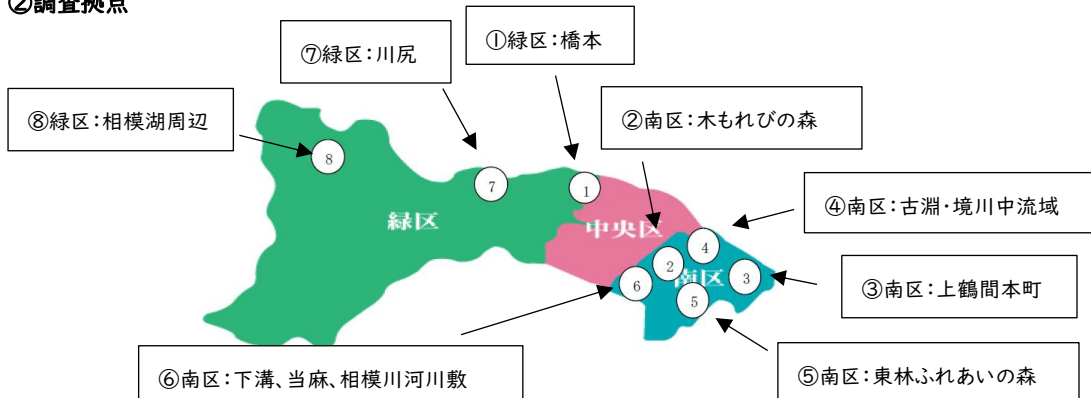 ②調査拠点
①緑区：橋本
⑦緑区：川尻
②南区：木もれびの森
⑧緑区：相模湖周辺
④南区：古淵・境川中流域
③南区：上鶴間本町
⑥南区：下溝、当麻、相模川河川敷
⑤南区：東林ふれあいの森
緑区
中央区
南区
8
7
1
4
2
3
6
5